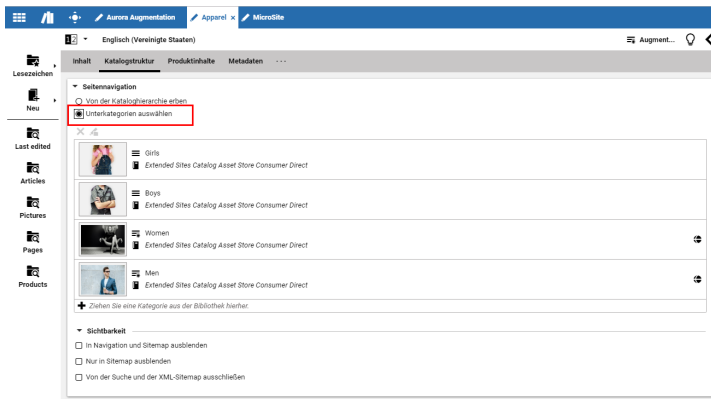 Aurora Augmentation
Apparel ×
MicroSite
1|2
Englisch (Vereinigte Staaten)
Augment...
Lesezeichen
Neu
Last edited
Articles
Pictures
Pages
Products
Inhalt Katalogstruktur Produktinhalte Metadaten ...
Seitennavigation
Von der Kataloghierarchie erben
Unterkategorien auswählen
Girls
Extended Sites Catalog Asset Store Consumer Direct
Boys
Extended Sites Catalog Asset Store Consumer Direct
Women
Extended Sites Catalog Asset Store Consumer Direct
Men
Extended Sites Catalog Asset Store Consumer Direct
Ziehen Sie eine Kategorie aus der Bibliothek hierher.
Sichtbarkeit
In Navigation und Sitemap ausblenden
Nur in Sitemap ausblenden
Von der Suche und der XML-Sitemap ausschließen